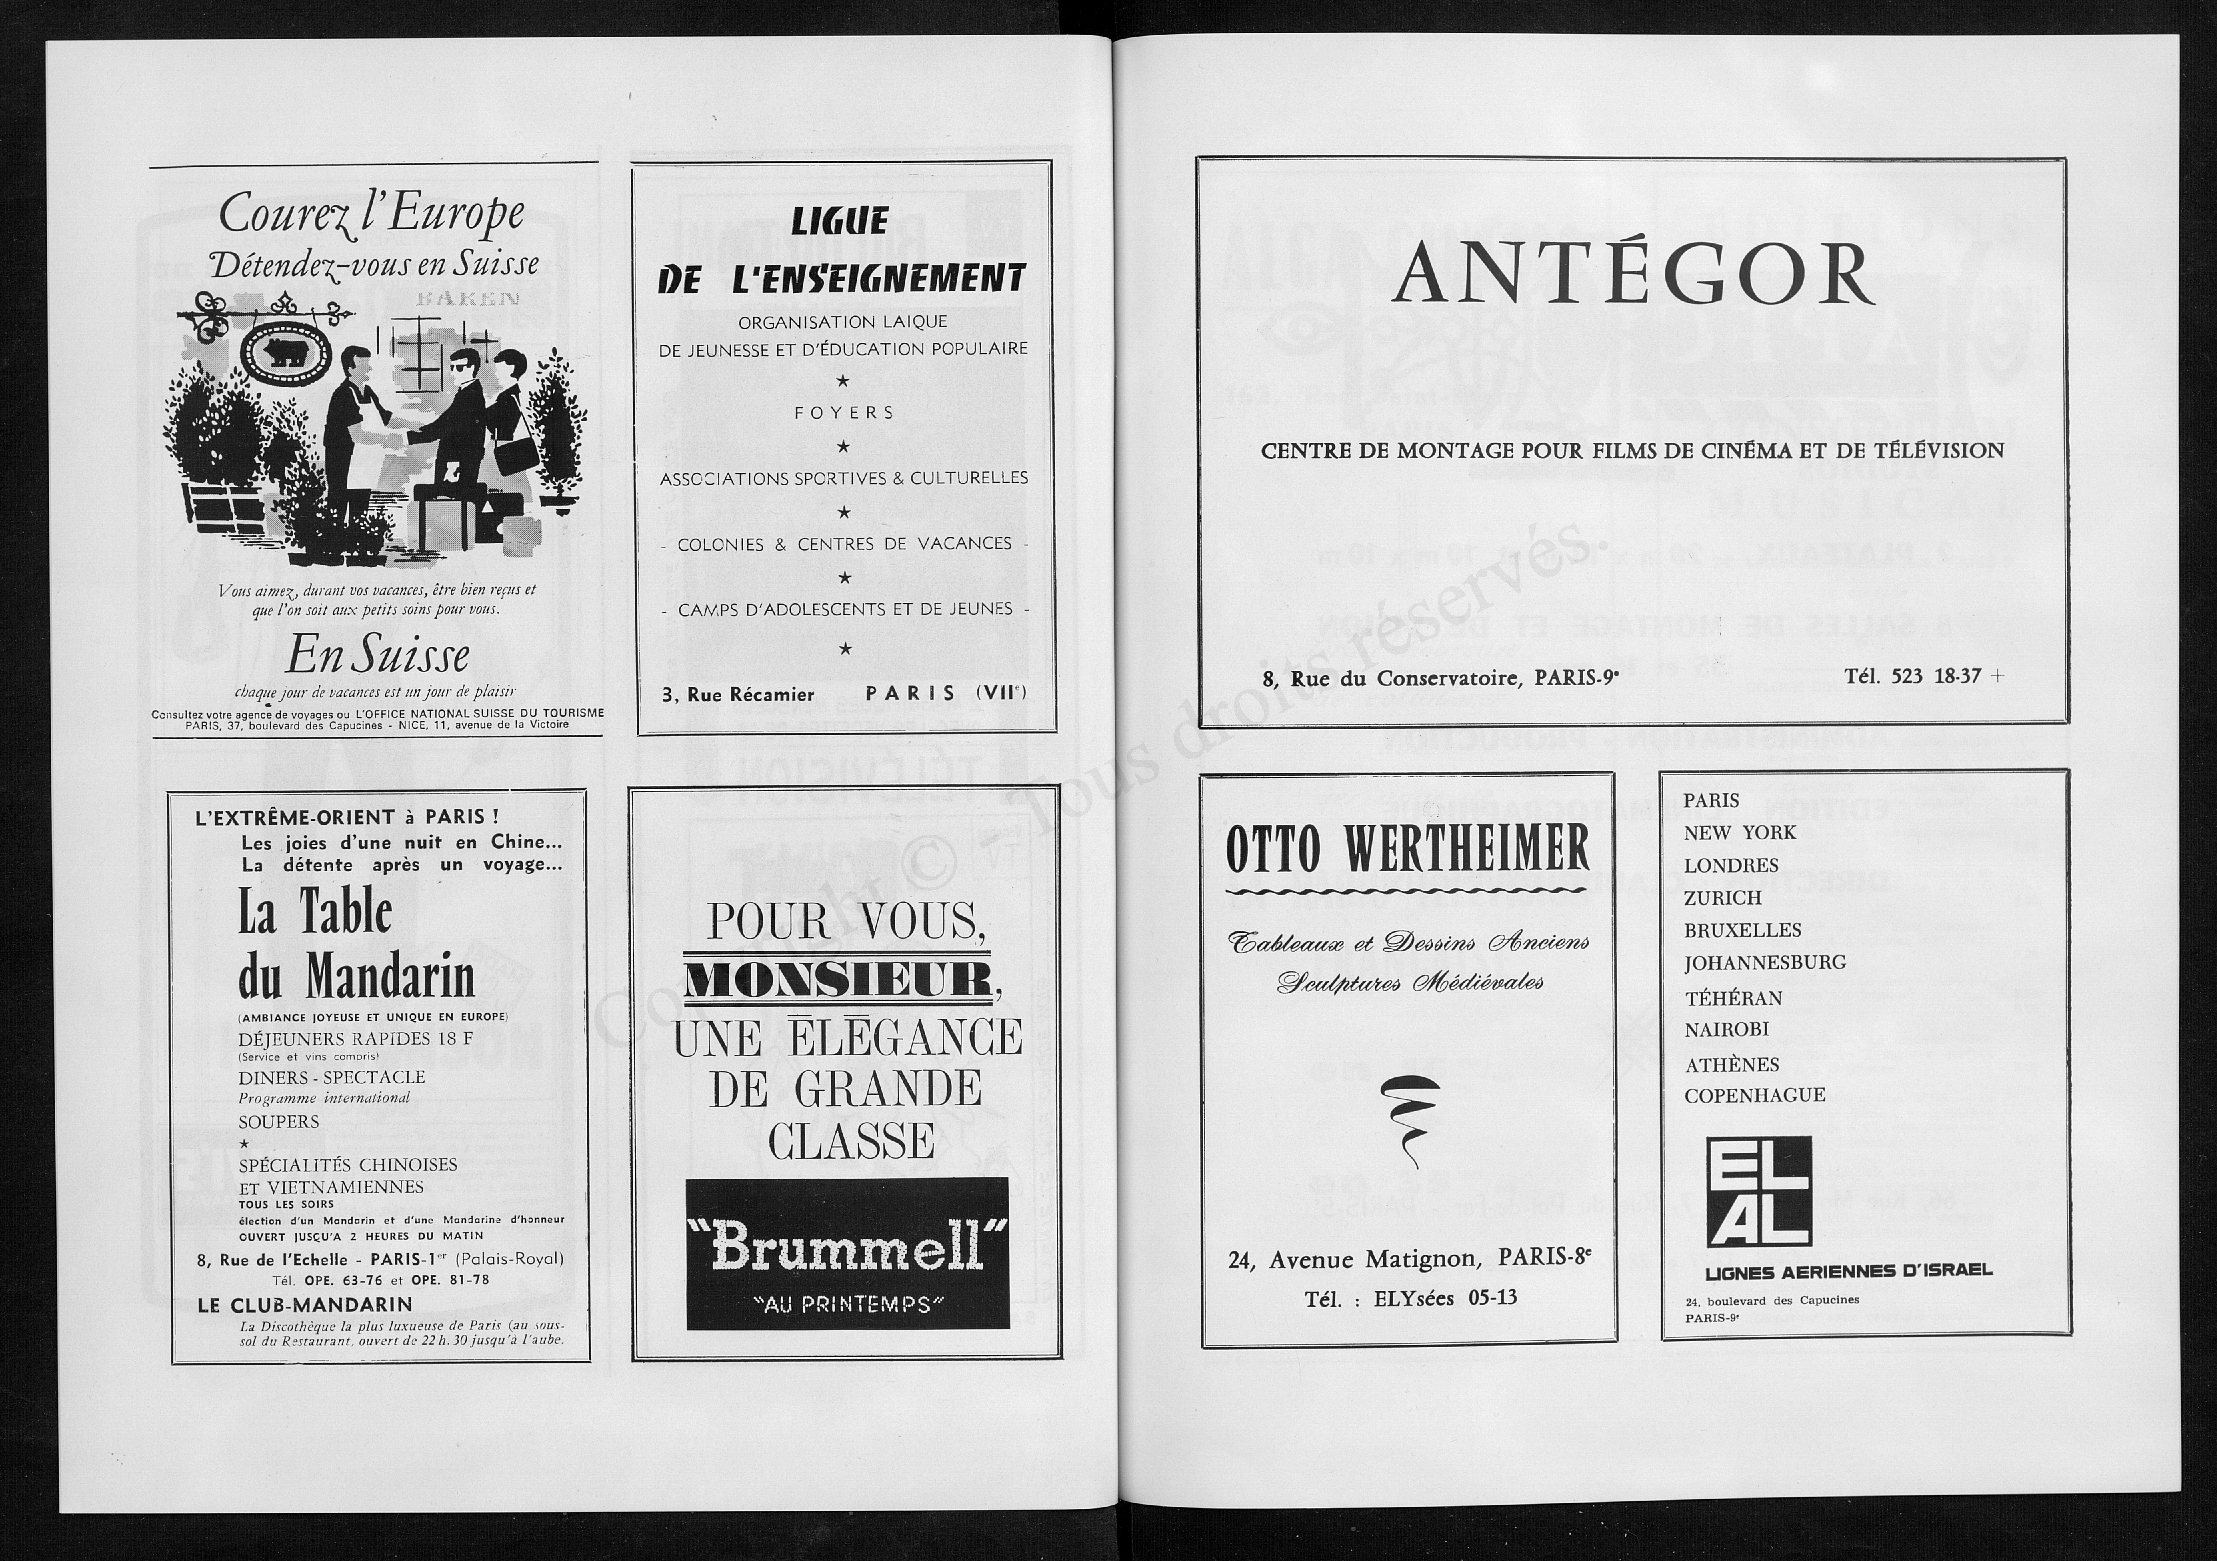 Courez l'Europe
Détendez-vous en Suisse
BÄREN
Vous aimez, durant vos vacances, être bien reçus et
que l'on soit aux petits soins pour vous.
En Suisse
chaque jour de vacances est un jour de plaisir
Consultez votre agence de voyages ou L'OFFICE NATIONAL SUISSE DU TOURISME
PARIS, 37, boulevard des Capucines - NICE, 11, avenue de la Victoire
LIGUE
DE L'ENSEIGNEMENT
ORGANISATION LAIQUE
DE JEUNESSE ET D'ÉDUCATION POPULAIRE
★
FOYERS
★
ASSOCIATIONS SPORTIVES & CULTURELLES
★
- COLONIES & CENTRES DE VACANCES -
★
- CAMPS D'ADOLESCENTS ET DE JEUNES -
★
3, Rue Récamier PARIS (VIIe)
L'EXTRÊME-ORIENT à PARIS !
Les joies d'une nuit en Chine...
La détente après un voyage...
La Table
du Mandarin
(AMBIANCE JOYEUSE ET UNIQUE EN EUROPE)
DÉJEUNERS RAPIDES 18 F
(Service et vins compris)
DINERS - SPECTACLE
Programme international
SOUPERS
★
SPÉCIALITÉS CHINOISES
ET VIETNAMIENNES
TOUS LES SOIRS
élection d'un Mandarin et d'une Mandarine d'honneur
OUVERT JUSQU'A 2 HEURES DU MATIN
8, Rue de l'Echelle - PARIS-1er (Palais-Royal)
Tél. OPE. 63-76 et OPE. 81-78
LE CLUB-MANDARIN
La Discothèque la plus luxueuse de Paris (au sous-
sol du Restaurant, ouvert de 22 h. 30 jusqu'à l'aube.
POUR VOUS,
MONSIEUR,
UNE ÉLÉGANCE
DE GRANDE
CLASSE
"Brummell"
"AU PRINTEMPS"
ANTÉGOR
CENTRE DE MONTAGE POUR FILMS DE CINÉMA ET DE TÉLÉVISION
8, Rue du Conservatoire, PARIS-9e Tél. 523 18-37 +
OTTO WERTHEIMER
Tableaux et Dessins Anciens
Sculptures Médiévales
24, Avenue Matignon, PARIS-8e
Tél. : ELYsées 05-13
PARIS
NEW YORK
LONDRES
ZURICH
BRUXELLES
JOHANNESBURG
TÉHÉRAN
NAIROBI
ATHÈNES
COPENHAGUE
EL
AL
LIGNES AERIENNES D'ISRAEL
24, boulevard des Capucines
PARIS-9e
Copyright © - Tous droits réservés.